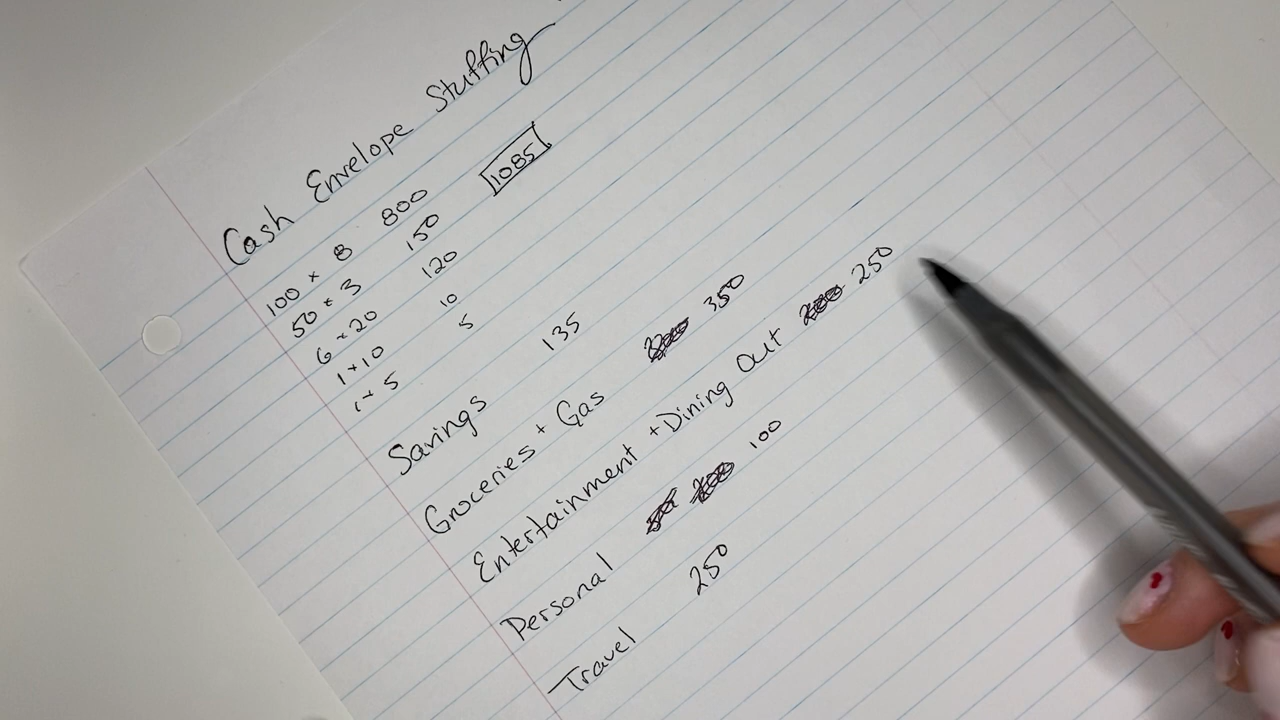 Cash Envelope Stuffing
100 x 8 800 1085
50 x 3 150
6 x 20 120
1 x 10 10
1 x 5 5
Savings 135
Groceries + Gas 350
Entertainment + Dining Out 250
Personal 100
Travel 250